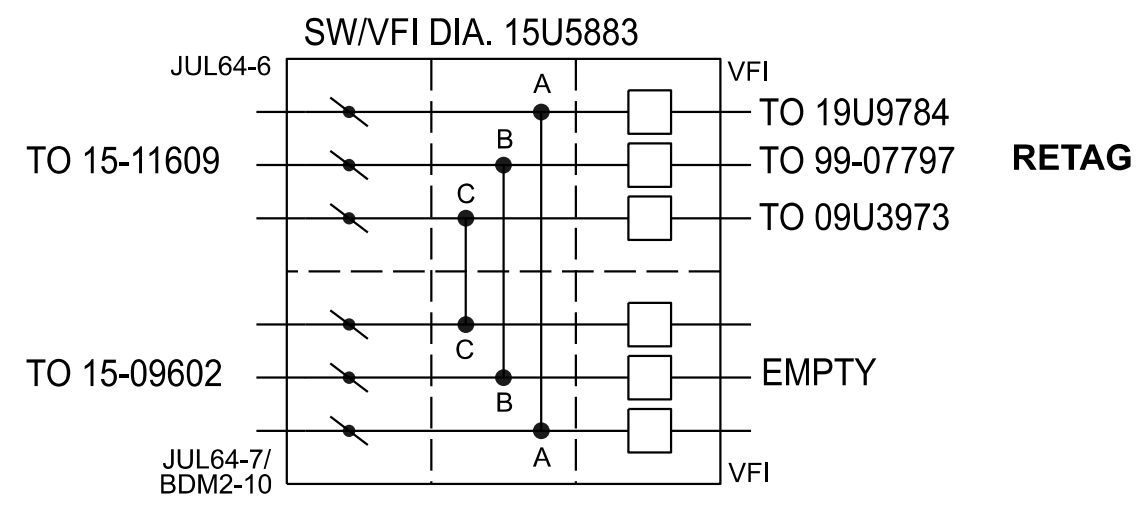 SW/VFI DIA. 15U5883
JUL64-6
VFI
A
TO 19U9784
B
TO 15-11609
TO 99-07797
RETAG
C
TO 09U3973
C
TO 15-09602
EMPTY
B
A
JUL64-7/
BDM2-10
VFI